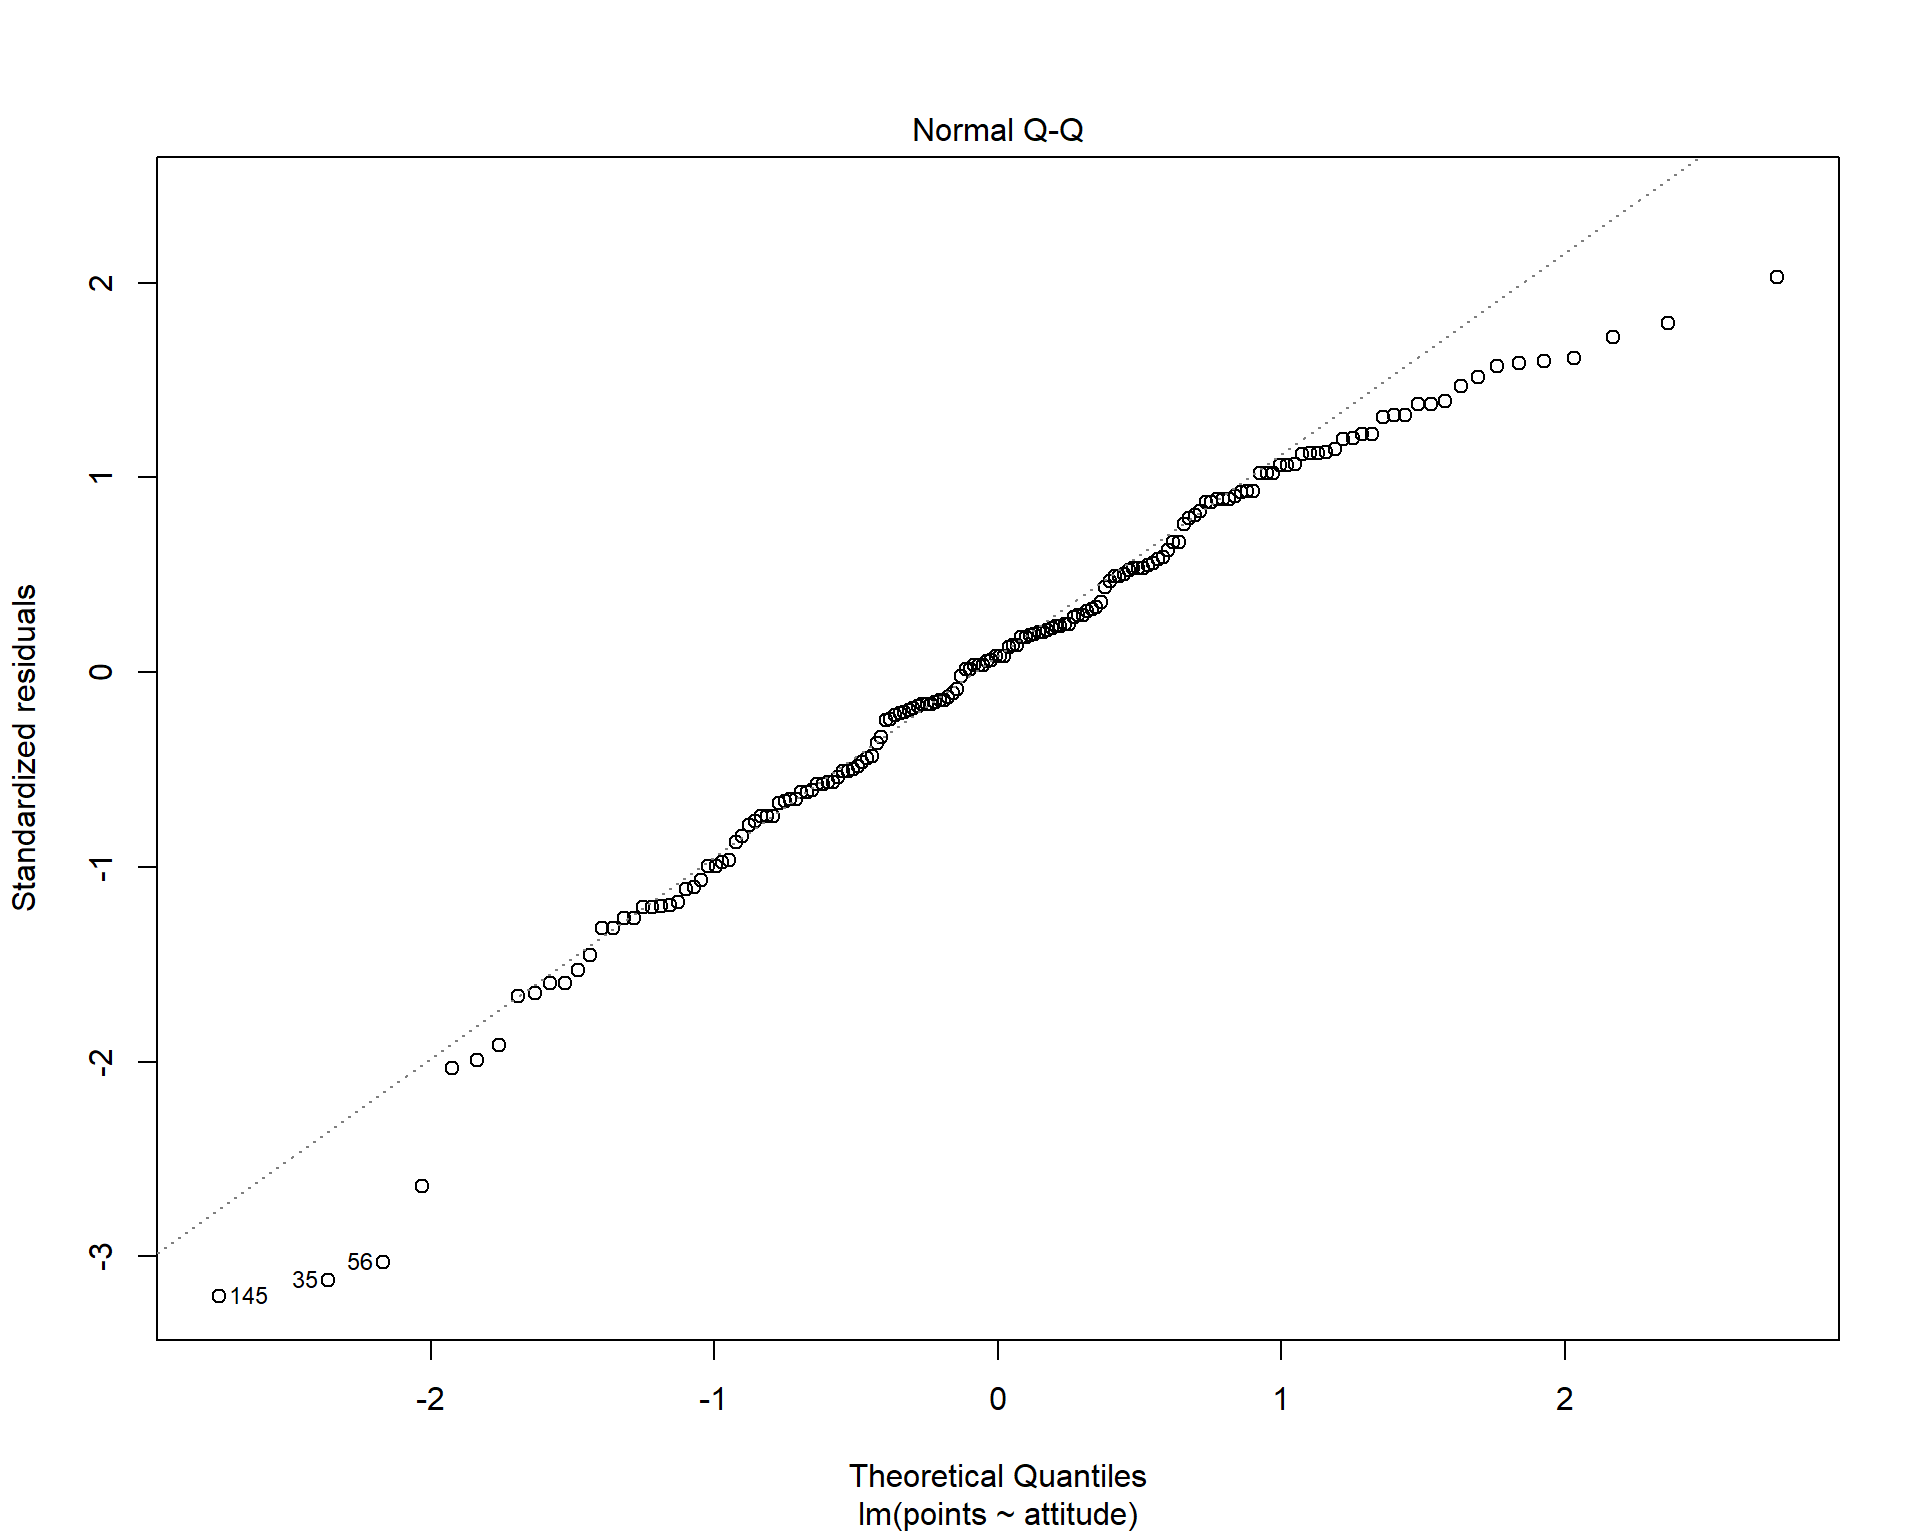 Normal Q-Q
Standardized residuals
2
1
0
-1
-2
-3
56
35
145
-2 -1 0 1 2
Theoretical Quantiles
lm(points ~ attitude)